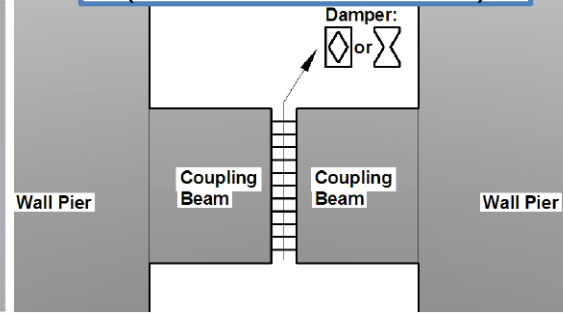 Damper:
or
Coupling
Beam
Coupling
Beam
Wall Pier
Wall Pier